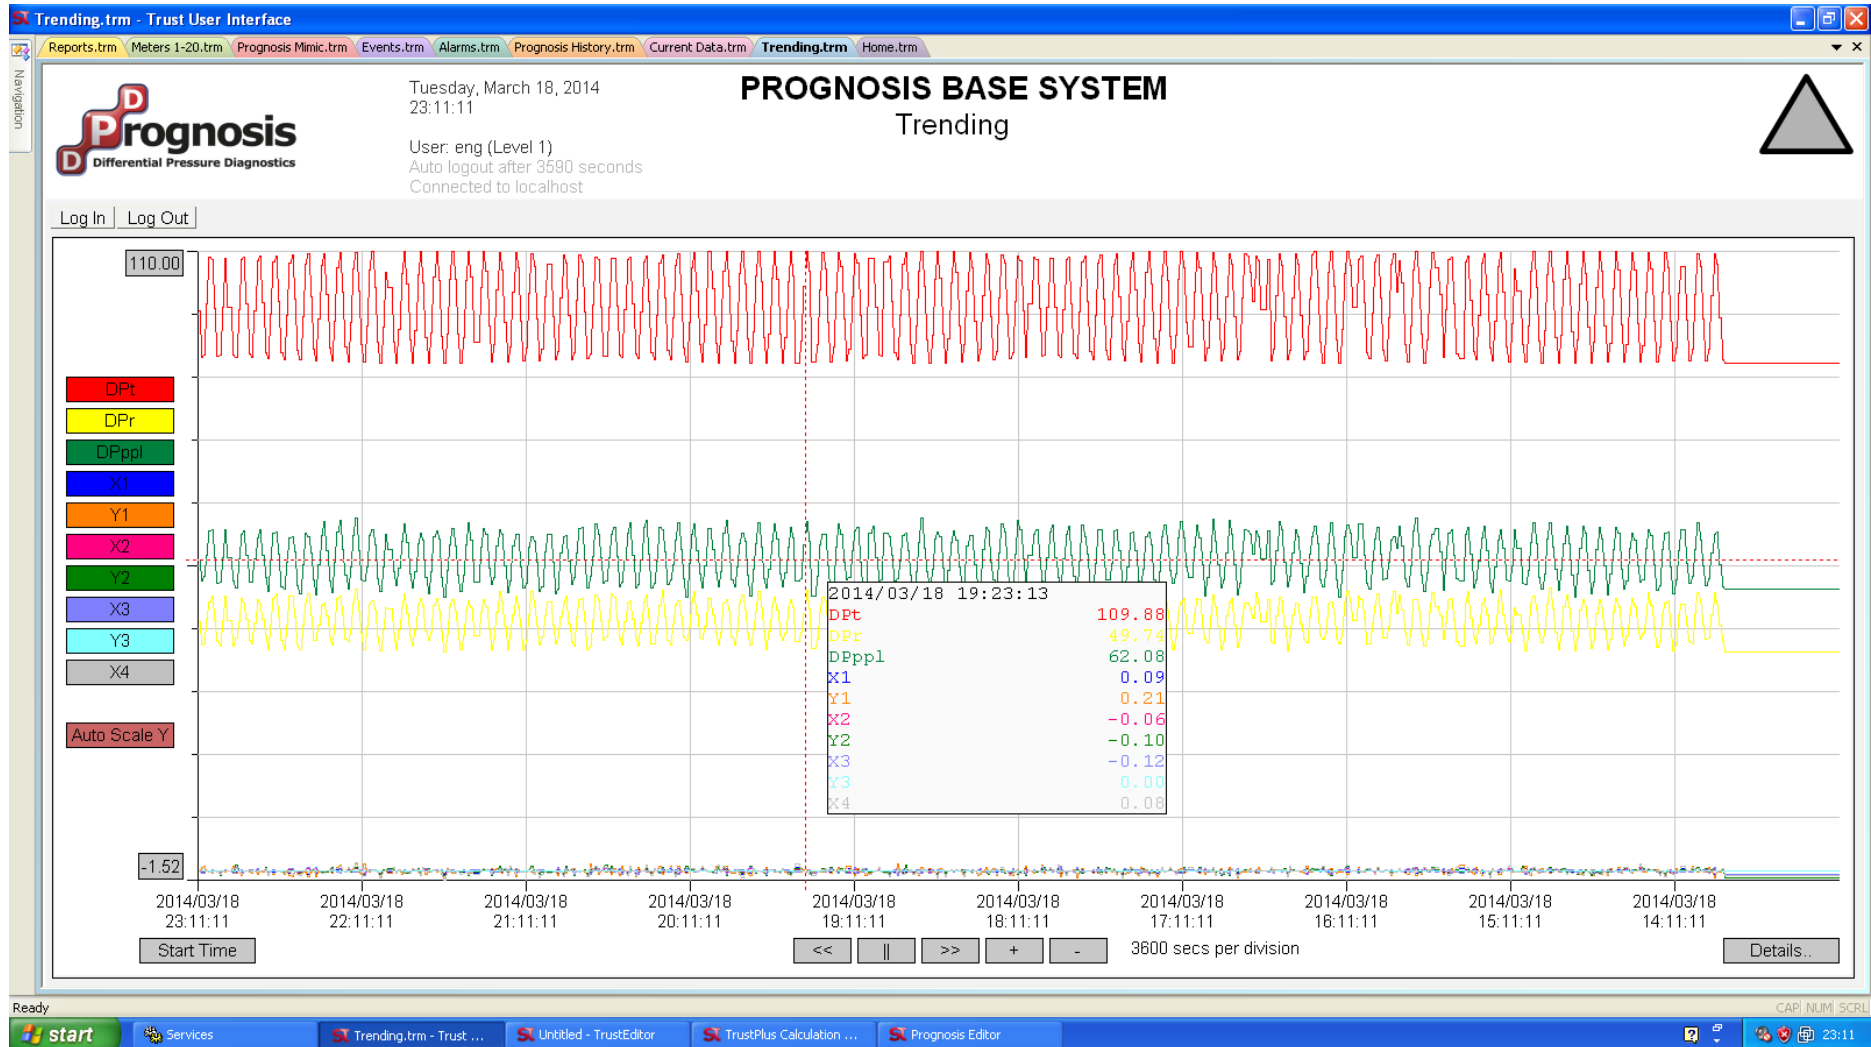 Trending.trm - Trust User Interface
Reports.trm Meters 1-20.trm Prognosis Mimic.trm Events.trm Alarms.trm Prognosis History.trm Current Data.trm Trending.trm Home.trm
Navigation
D
Prognosis
D Differential Pressure Diagnostics
Tuesday, March 18, 2014
23:11:11
User: eng (Level 1)
Auto logout after 3590 seconds
Connected to localhost
PROGNOSIS BASE SYSTEM
Trending
Log In Log Out
110.00
DPt
DPr
DPppl
X1
Y1
X2
Y2
X3
Y3
X4
Auto Scale Y
-1.52
2014/03/18 19:23:13
DPt 109.88
DPr 49.74
DPppl 62.08
X1 0.09
Y1 0.21
X2 -0.06
Y2 -0.10
X3 -0.12
Y3 0.00
X4 0.08
2014/03/18 2014/03/18 2014/03/18 2014/03/18 2014/03/18 2014/03/18 2014/03/18 2014/03/18 2014/03/18 2014/03/18
23:11:11 22:11:11 21:11:11 20:11:11 19:11:11 18:11:11 17:11:11 16:11:11 15:11:11 14:11:11
Start Time << || >> + - 3600 secs per division Details..
Ready CAP NUM SCRL
start Services Trending.trm - Trust ... Untitled - TrustEditor TrustPlus Calculation ... Prognosis Editor 23:11